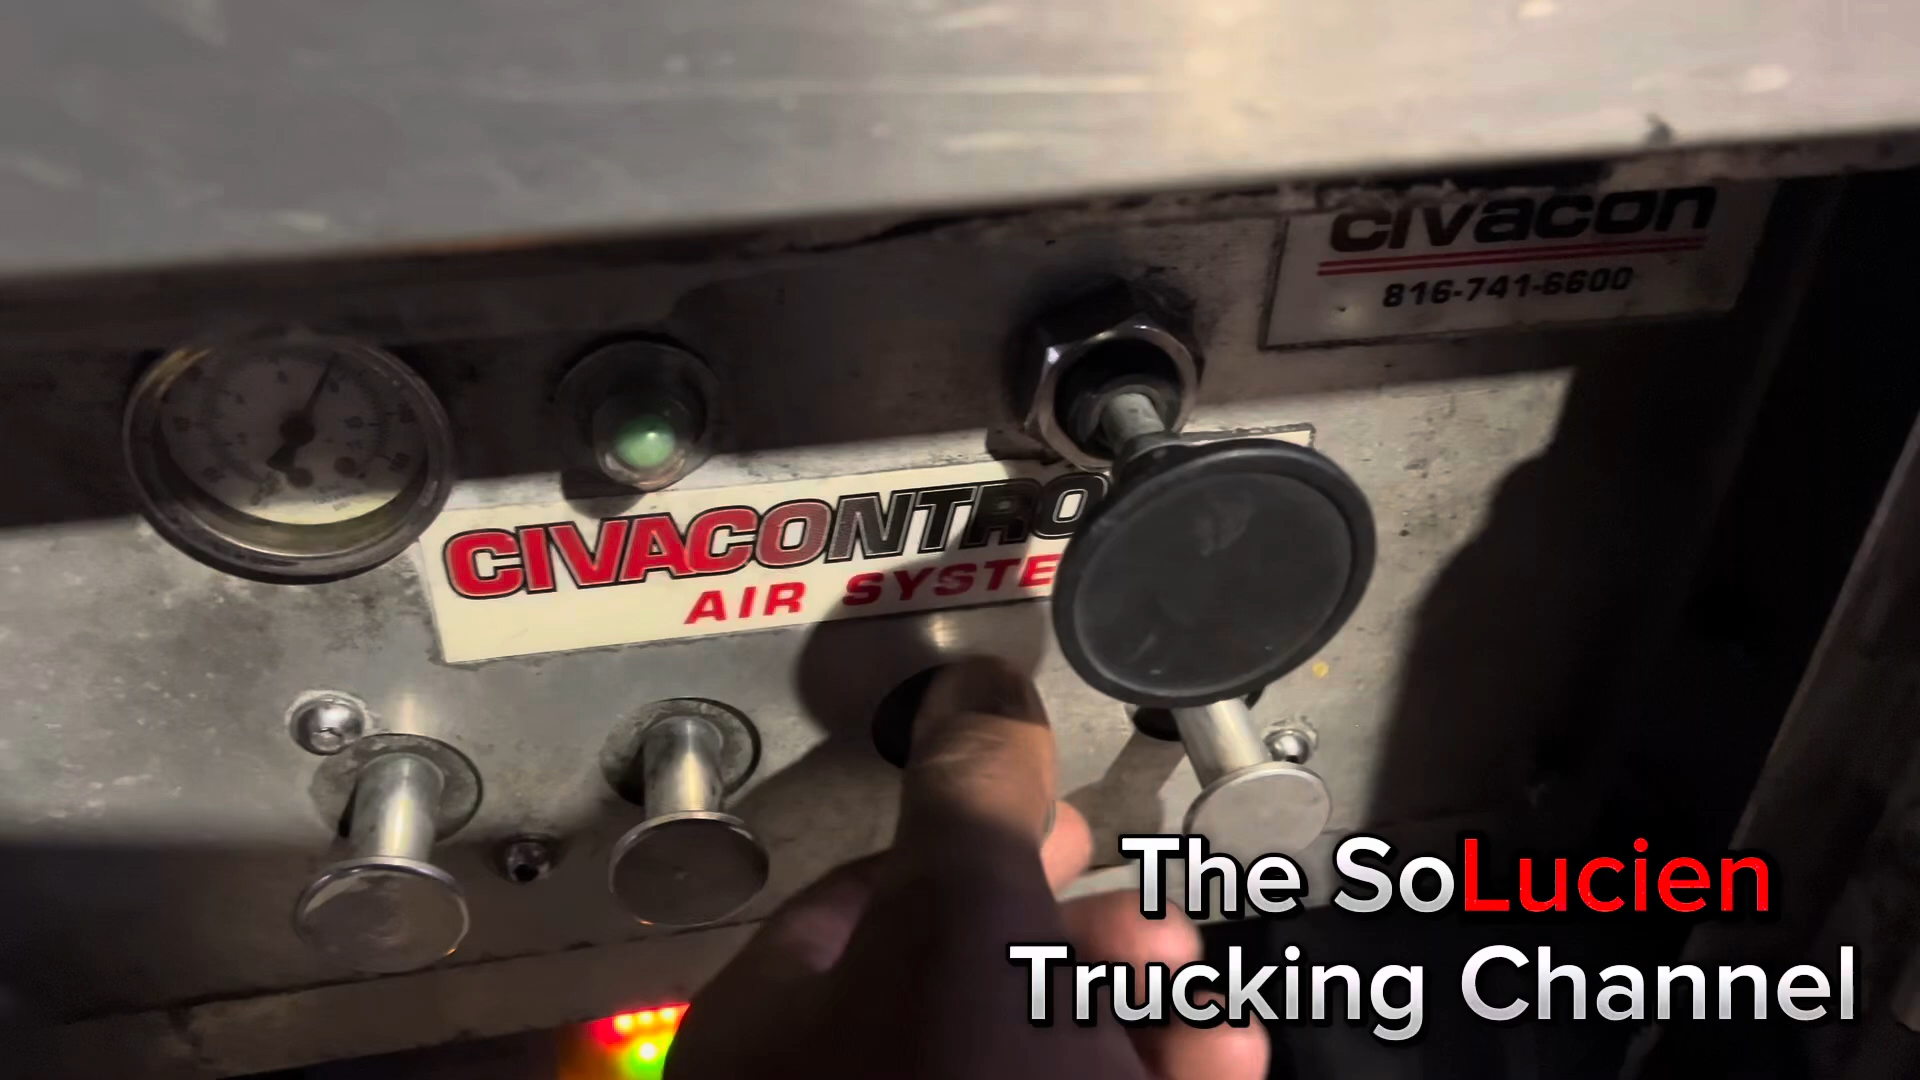 civacon
816-741-6600
CIVACONTRO
AIR SYSTE
The SoLucien
Trucking Channel